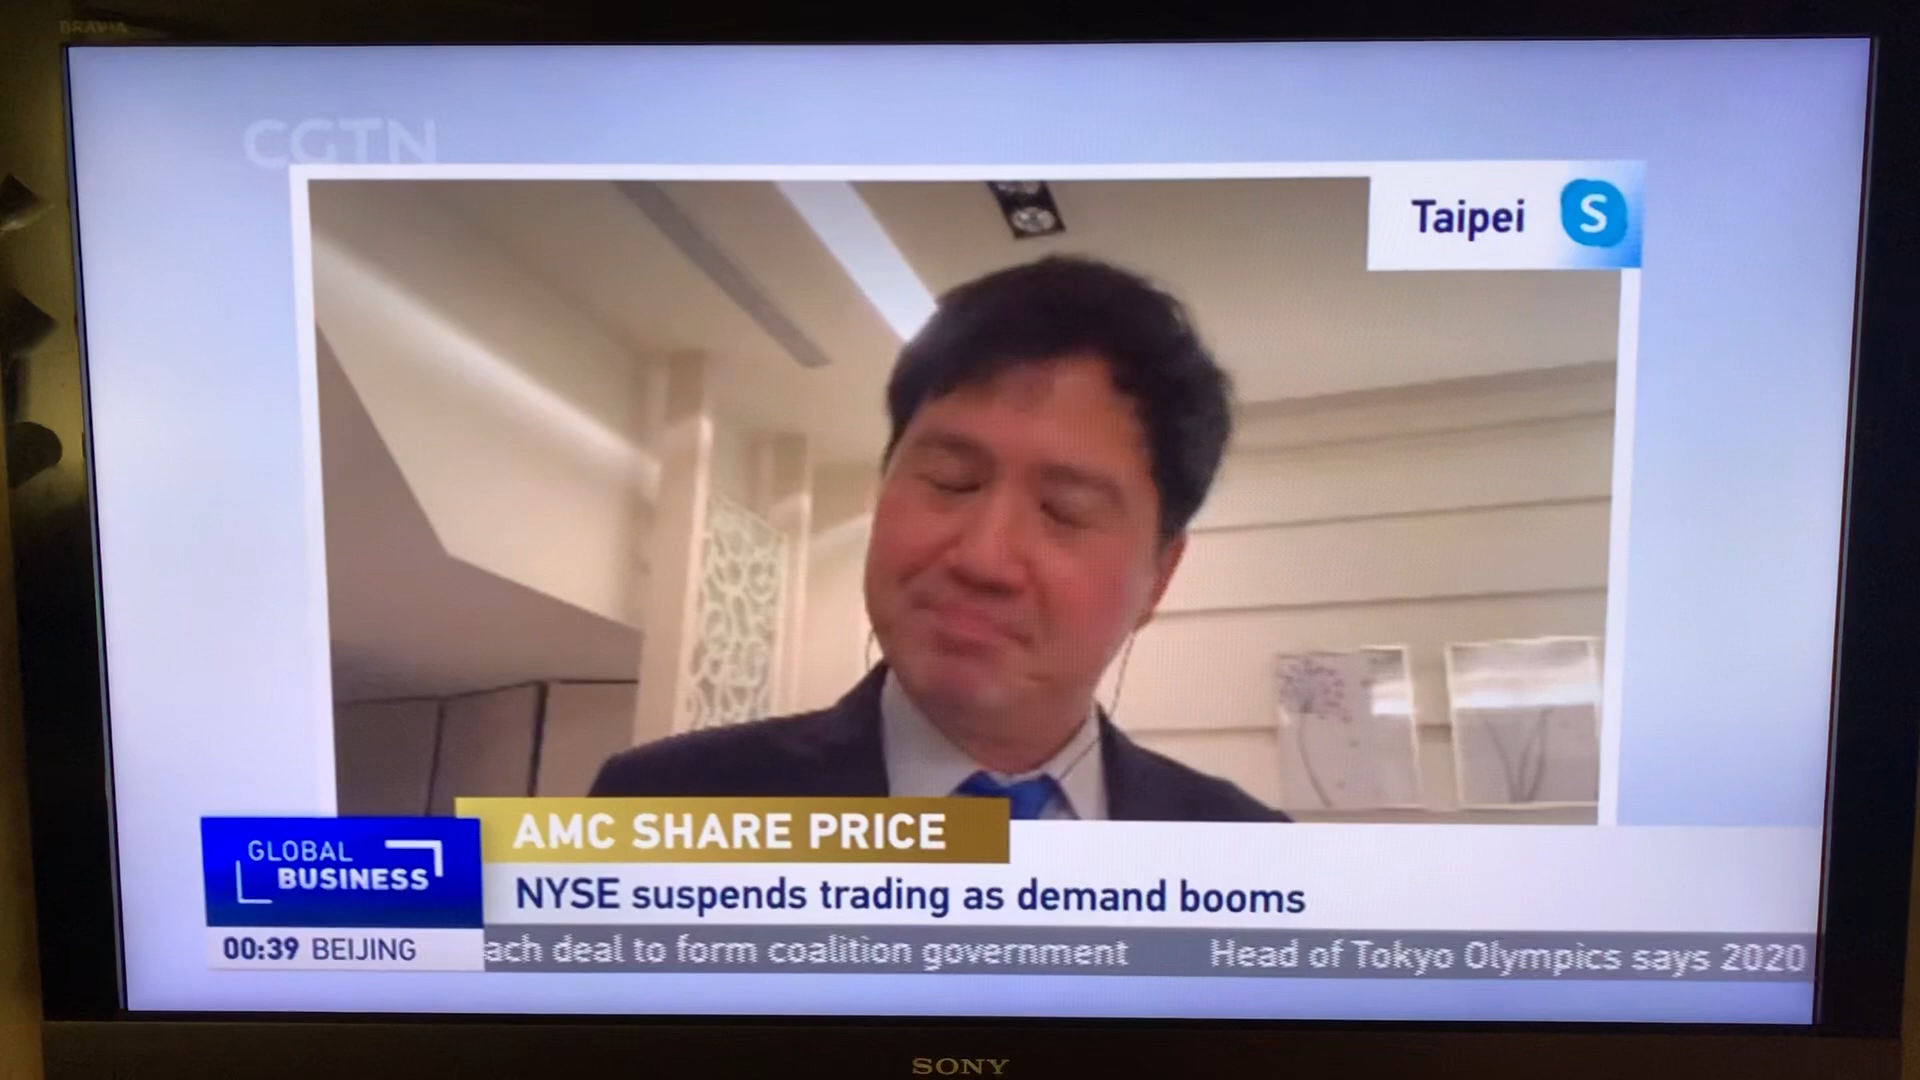 BRAVIA
CGTN
Taipei S
AMC SHARE PRICE
GLOBAL
BUSINESS
NYSE suspends trading as demand booms
00:39 BEIJING
ach deal to form coalition government Head of Tokyo Olympics says 2020
SONY